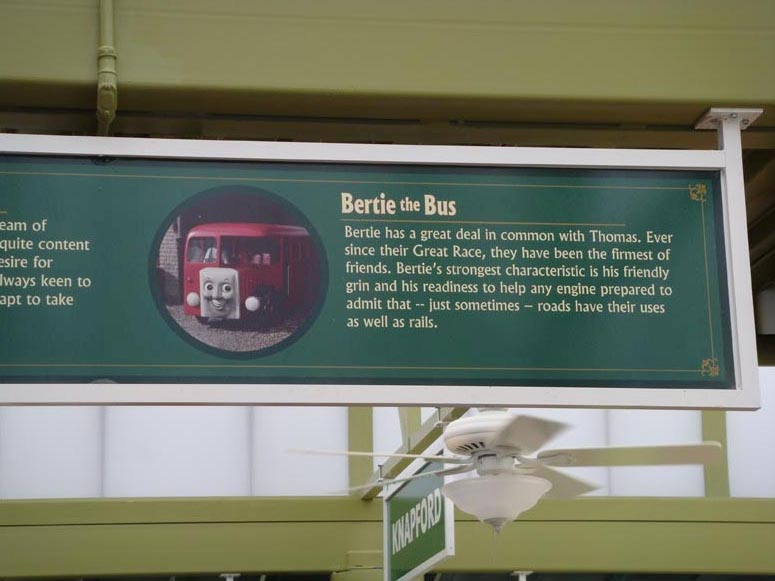 eam of
quite content
esire for
lways keen to
apt to take
Bertie the Bus
Bertie has a great deal in common with Thomas. Ever
since their Great Race, they have been the firmest of
friends. Bertie's strongest characteristic is his friendly
grin and his readiness to help any engine prepared to
admit that -- just sometimes – roads have their uses
as well as rails.
KNAPFORD